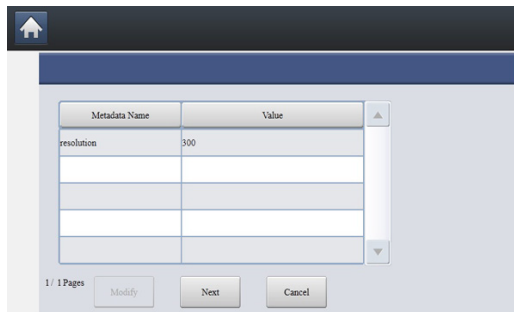 Metadata Name Value
resolution 300
1/ 1 Pages
Modify Next Cancel